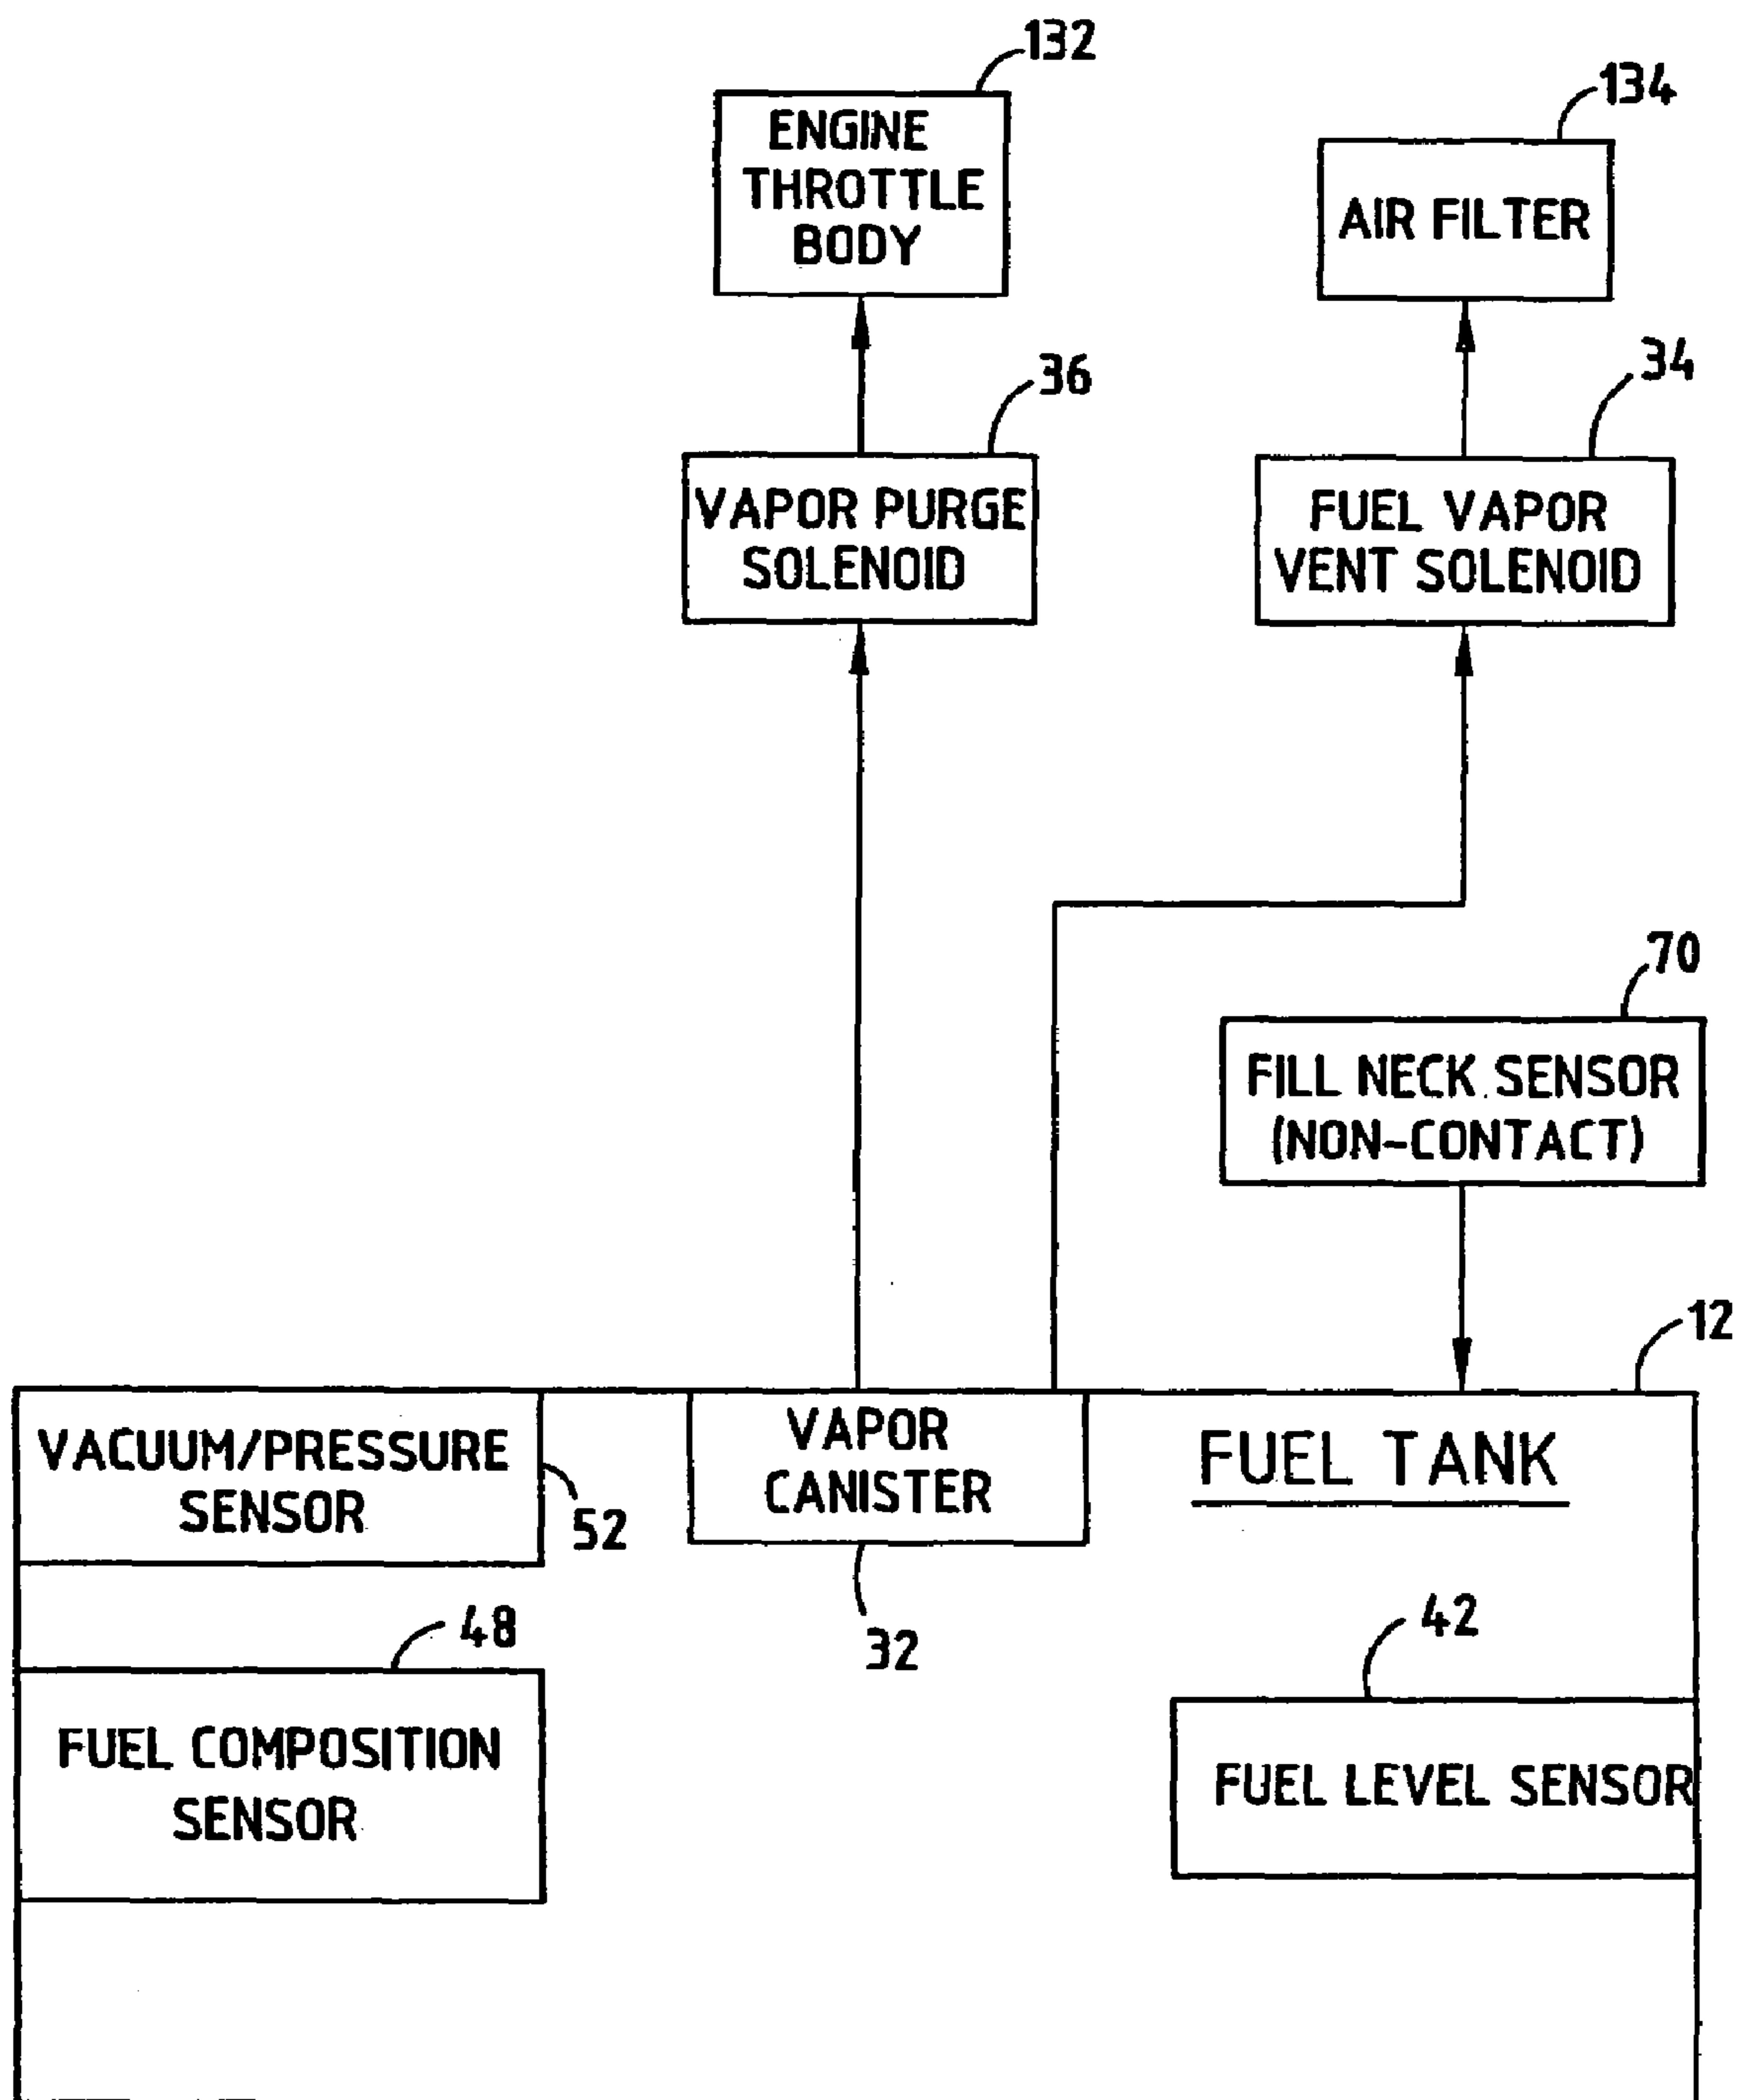 132
ENGINE
THROTTLE
BODY
134
AIR FILTER
36
VAPOR PURGE
SOLENOID
34
FUEL VAPOR
VENT SOLENOID
70
FILL NECK SENSOR
(NON-CONTACT)
12
VACUUM/PRESSURE
SENSOR
52
VAPOR
CANISTER
32
FUEL TANK
48
FUEL COMPOSITION
SENSOR
42
FUEL LEVEL SENSOR